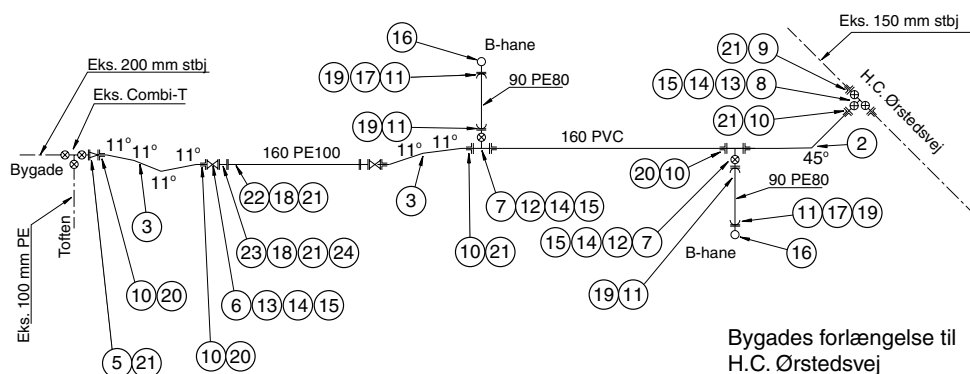 Eks. 150 mm stbj
16
B-hane
21 9
Eks. 200 mm stbj
19 17 11
15 14 13 8
H.C. Ørstedsvej
Eks. Combi-T
90 PE80
19 11
21 10
11° 11° 11° 160 PE100 11° 11° 160 PVC 2
Bygade
11°
45°
3
22 18 21
3
7 12 14 15
20 10
90 PE80
Toften
Eks. 100 mm PE
23 18 21 24
10 21
15 14 12 7
11 17 19
10 20
6 13 14 15
B-hane
16
19 11
5 21
10 20
Bygades forlængelse til
H.C. Ørstedsvej